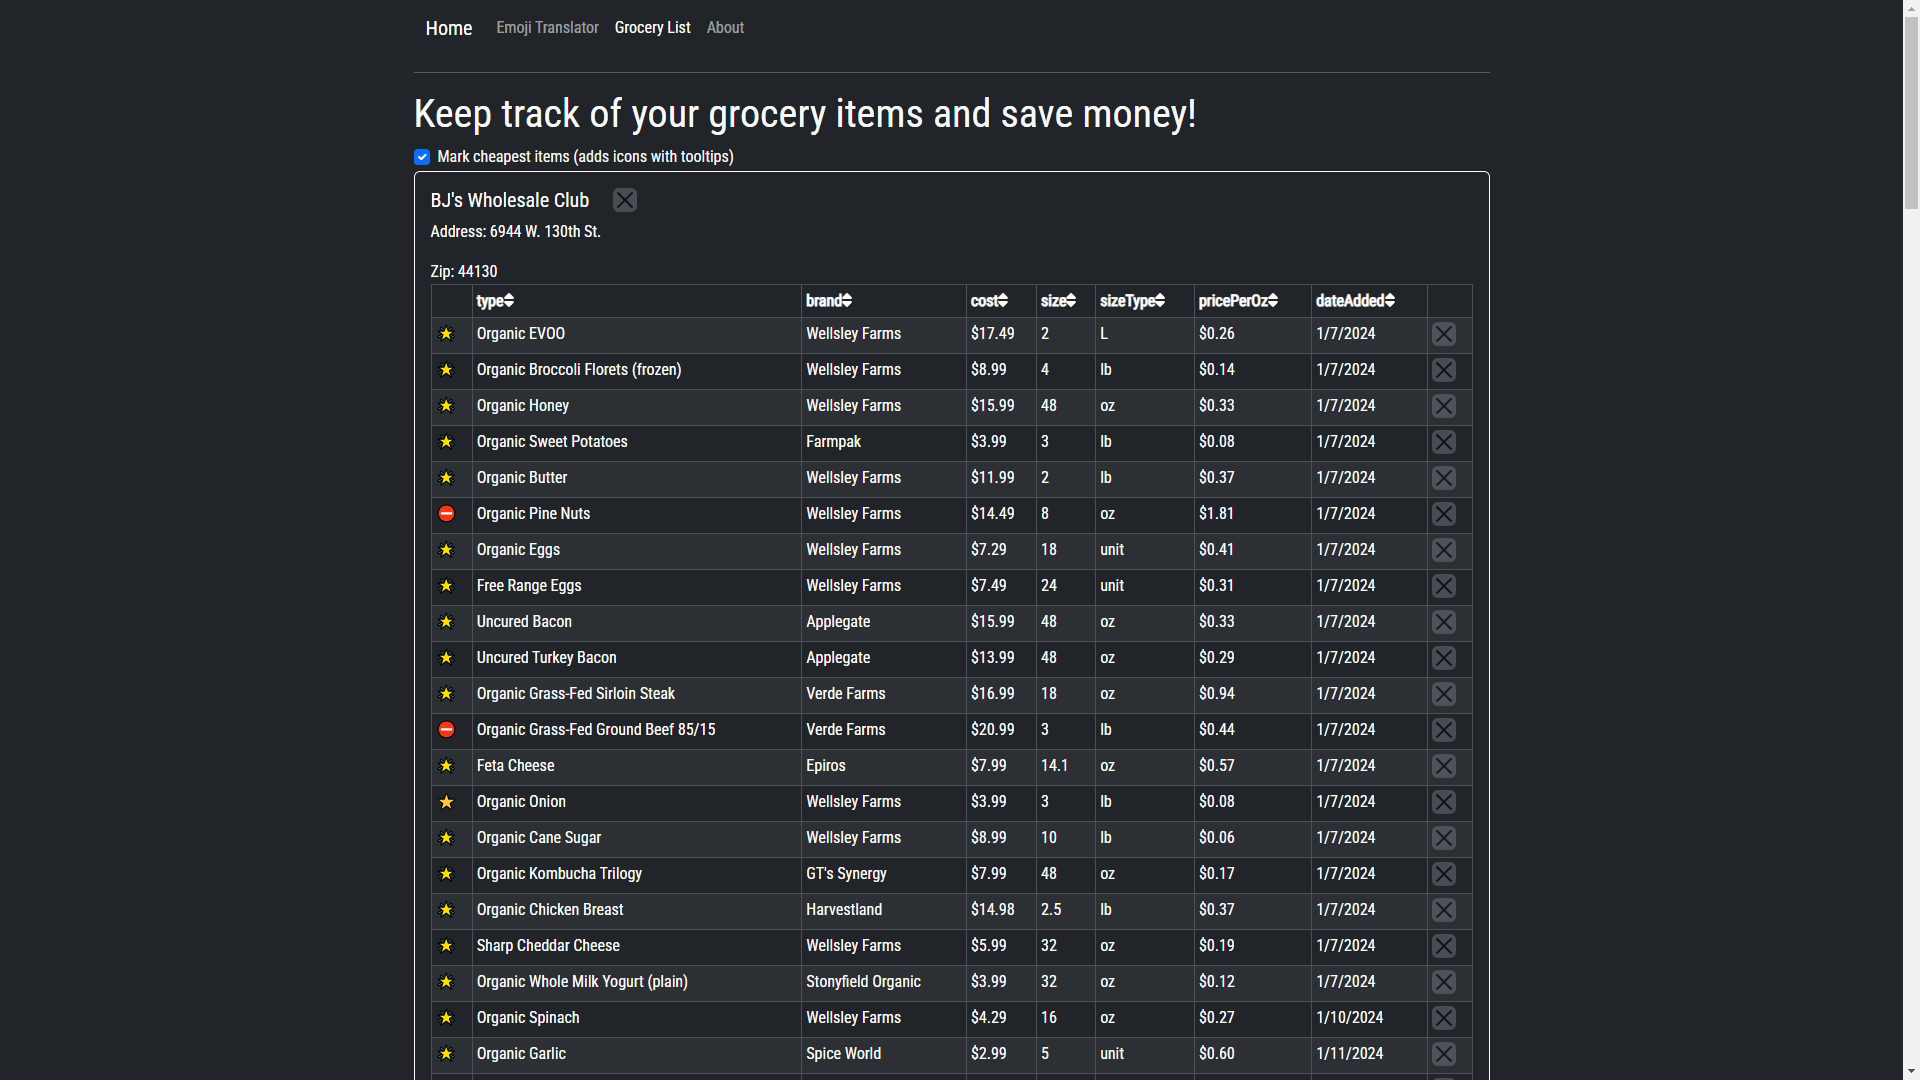 Home Emoji Translator Grocery List About
Keep track of your grocery items and save money!
Mark cheapest items (adds icons with tooltips)
BJ's Wholesale Club
Address: 6944 W. 130th St.
Zip: 44130
type brand cost size sizeType pricePerOz dateAdded
Organic EVOO Wellsley Farms $17.49 2 L $0.26 1/7/2024
Organic Broccoli Florets (frozen) Wellsley Farms $8.99 4 lb $0.14 1/7/2024
Organic Honey Wellsley Farms $15.99 48 oz $0.33 1/7/2024
Organic Sweet Potatoes Farmpak $3.99 3 lb $0.08 1/7/2024
Organic Butter Wellsley Farms $11.99 2 lb $0.37 1/7/2024
Organic Pine Nuts Wellsley Farms $14.49 8 oz $1.81 1/7/2024
Organic Eggs Wellsley Farms $7.29 18 unit $0.41 1/7/2024
Free Range Eggs Wellsley Farms $7.49 24 unit $0.31 1/7/2024
Uncured Bacon Applegate $15.99 48 oz $0.33 1/7/2024
Uncured Turkey Bacon Applegate $13.99 48 oz $0.29 1/7/2024
Organic Grass-Fed Sirloin Steak Verde Farms $16.99 18 oz $0.94 1/7/2024
Organic Grass-Fed Ground Beef 85/15 Verde Farms $20.99 3 lb $0.44 1/7/2024
Feta Cheese Epiros $7.99 14.1 oz $0.57 1/7/2024
Organic Onion Wellsley Farms $3.99 3 lb $0.08 1/7/2024
Organic Cane Sugar Wellsley Farms $8.99 10 lb $0.06 1/7/2024
Organic Kombucha Trilogy GT's Synergy $7.99 48 oz $0.17 1/7/2024
Organic Chicken Breast Harvestland $14.98 2.5 lb $0.37 1/7/2024
Sharp Cheddar Cheese Wellsley Farms $5.99 32 oz $0.19 1/7/2024
Organic Whole Milk Yogurt (plain) Stonyfield Organic $3.99 32 oz $0.12 1/7/2024
Organic Spinach Wellsley Farms $4.29 16 oz $0.27 1/10/2024
Organic Garlic Spice World $2.99 5 unit $0.60 1/11/2024